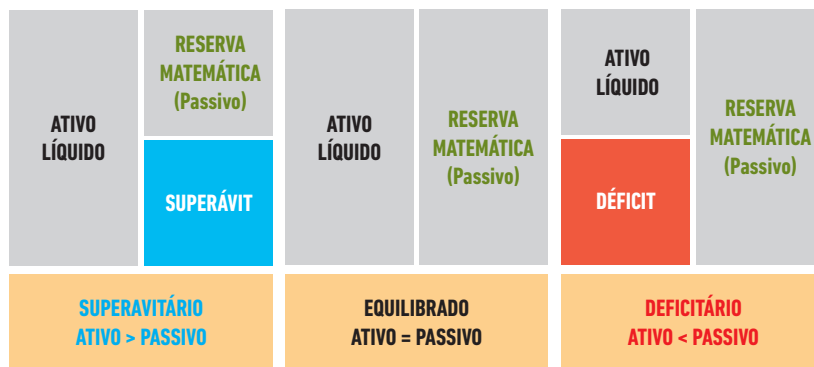 ATIVO
LÍQUIDO
RESERVA
MATEMÁTICA
(Passivo)
SUPERÁVIT
SUPERAVITÁRIO
ATIVO > PASSIVO
ATIVO
LÍQUIDO
RESERVA
MATEMÁTICA
(Passivo)
EQUILIBRADO
ATIVO = PASSIVO
ATIVO
LÍQUIDO
DÉFICIT
RESERVA
MATEMÁTICA
(Passivo)
DEFICITÁRIO
ATIVO < PASSIVO